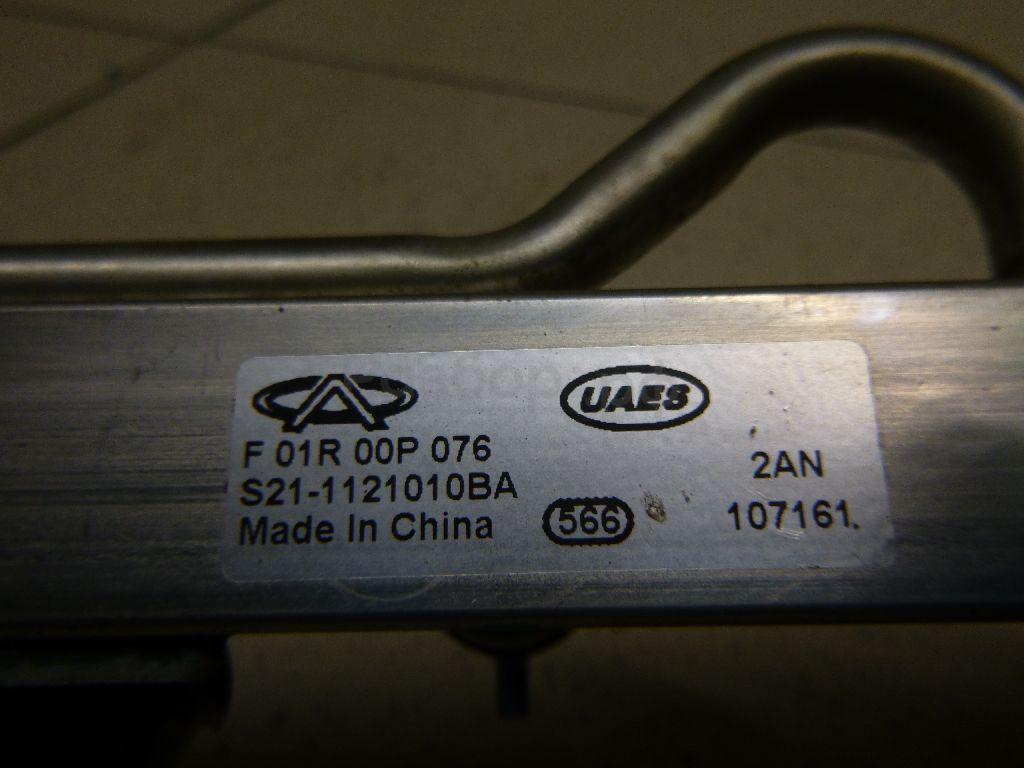 UAES
F 01R 00P 076
S21-1121010BA
Made In China
566
2AN
107161.